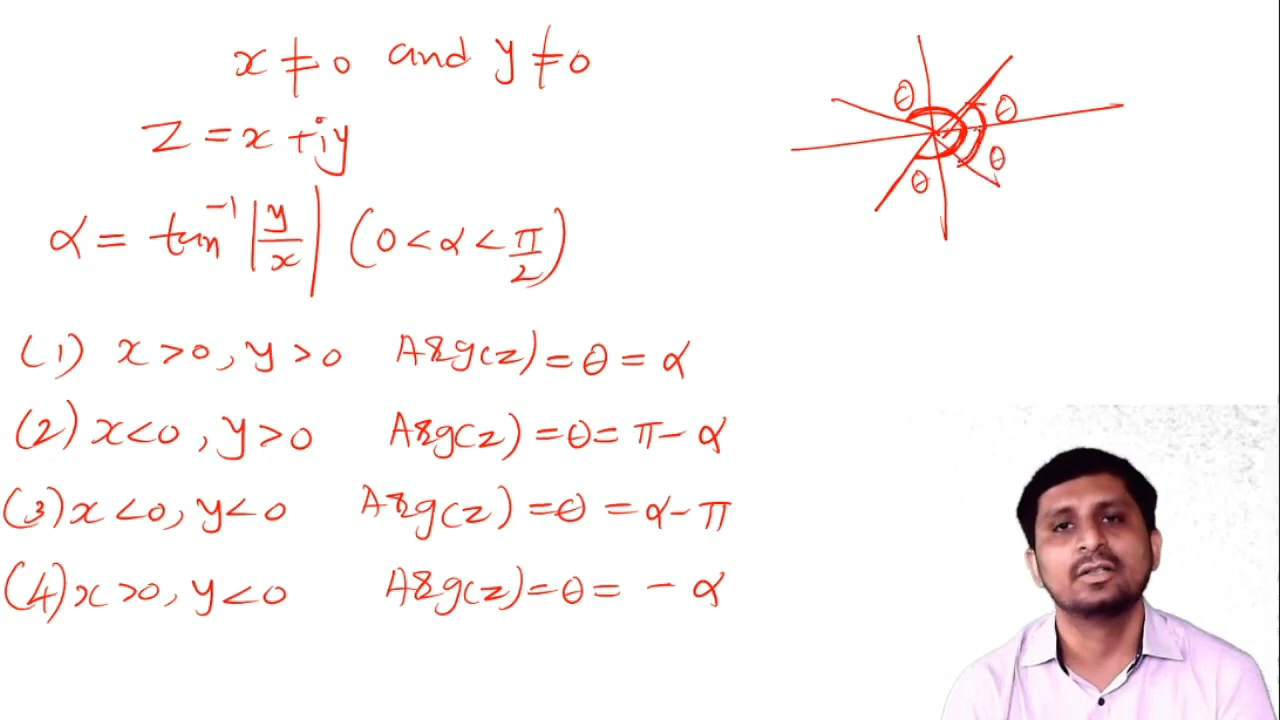 x ≠ 0 and y ≠ 0
z = x + iy
α = tan⁻¹ |y/x| (0 < α < π/2)
(1) x > 0, y > 0 Arg(z) = θ = α
(2) x < 0, y > 0 Arg(z) = θ = π - α
(3) x < 0, y < 0 Arg(z) = θ = α - π
(4) x > 0, y < 0 Arg(z) = θ = - α
θ
θ
θ
θ